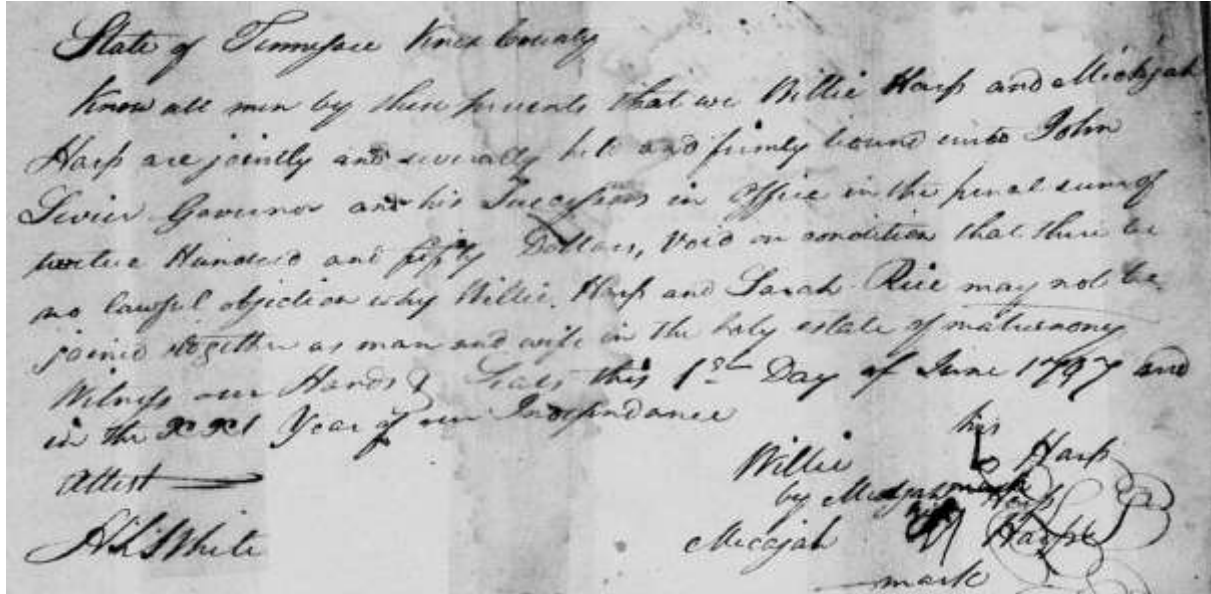 State of Tennessee Knox County
Know all men by these presents that we Willie Harp and Michajah
Harp are jointly and severally held and firmly bound unto John
Sevier Governor and his Successors in Office in the penal sum of
twelve Hundred and fifty Dollars, Void on condition that there be
no lawful objection why Willie Harp and Sarah Rice may not be
joined together as man and wife in the holy estate of matrimony
Witness our Hands & Seals this 1st Day of June 1797 and
in the XXI Year of our Independance
Attest
his
Willie Harp
by Micajah Harp
HLWhite
Micajah Harpe
mark